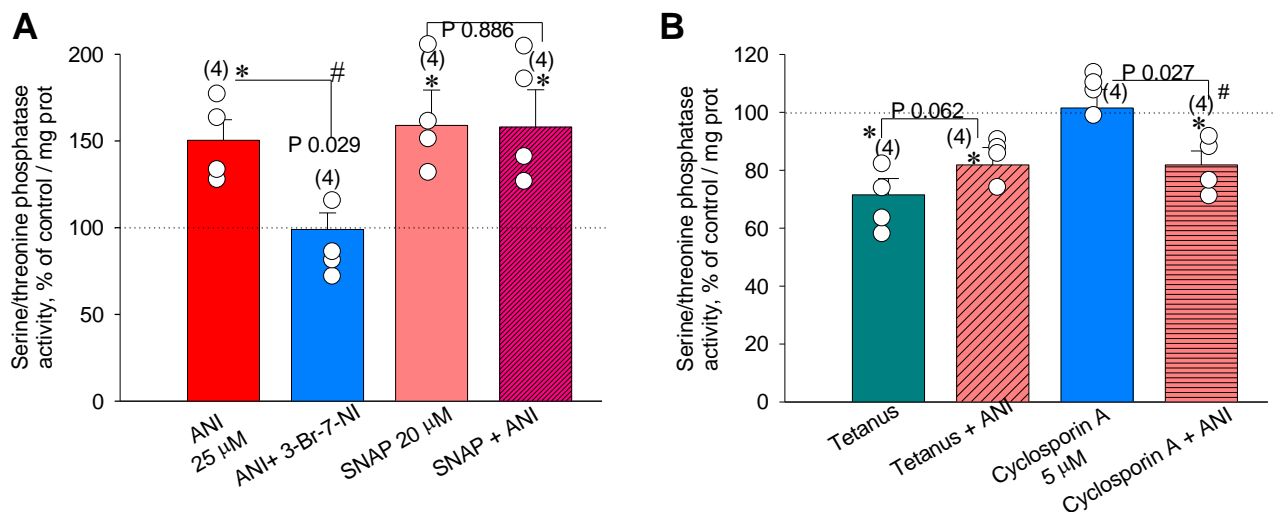 A
Serine/threonine phosphatase
activity, % of control / mg prot
200
150
100
50
0
(4) *
#
P 0.029
(4)
P 0.886
(4)
*
(4)
*
ANI
25 μM
ANI+ 3-Br-7-NI
SNAP 20 μM
SNAP + ANI
B
Serine/threonine phosphatase
activity, % of control / mg prot
120
100
80
60
40
20
0
P 0.062
*
(4)
(4)
*
P 0.027
(4)
(4)
#
*
Tetanus
Tetanus + ANI
Cyclosporin A
5 μM
Cyclosporin A + ANI